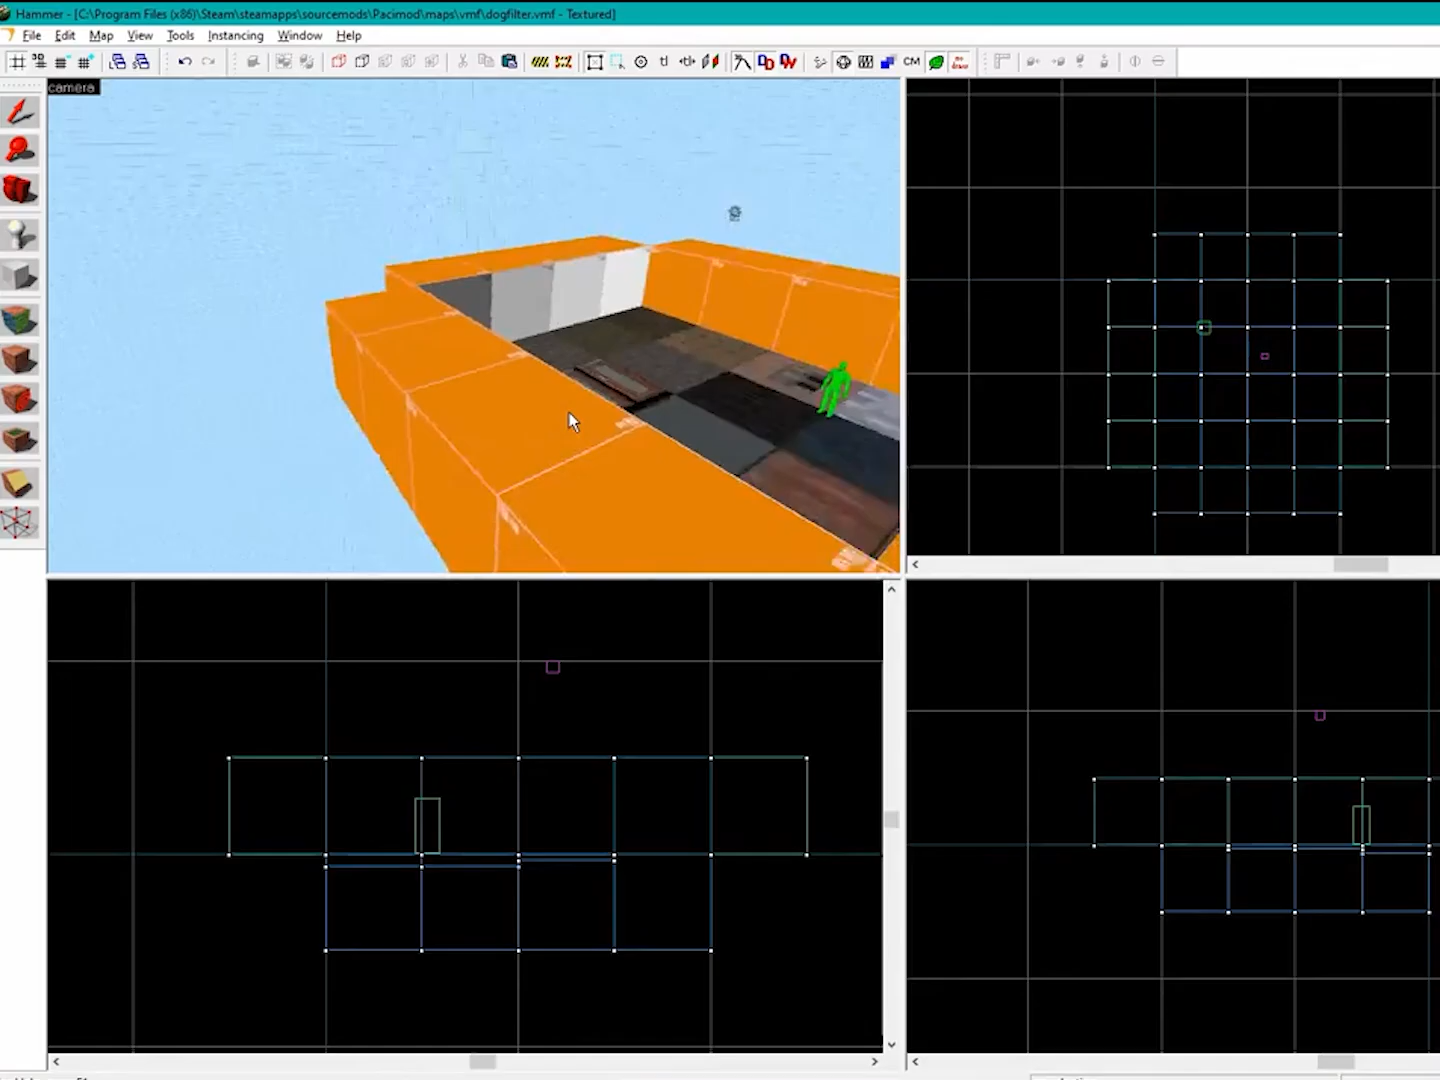 Hammer - [C:\Program Files (x86)\Steam\steamapps\sourcemods\Pacimod\maps\vmf\dogfilter.vmf - Textured]
File Edit Map View Tools Instancing Window Help
CM
camera